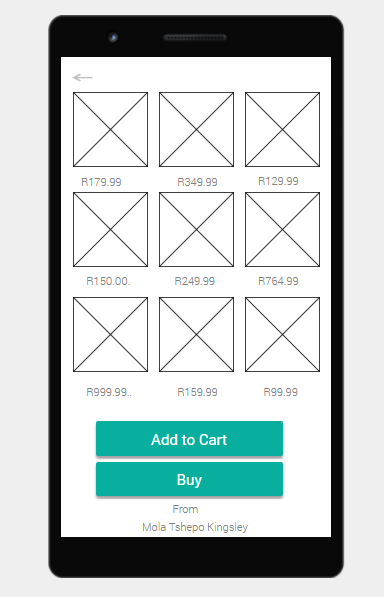 R179.99 R349.99 R129.99
R150.00. R249.99 R764.99
R999.99.. R159.99 R99.99
Add to Cart
Buy
From
Mola Tshepo Kingsley